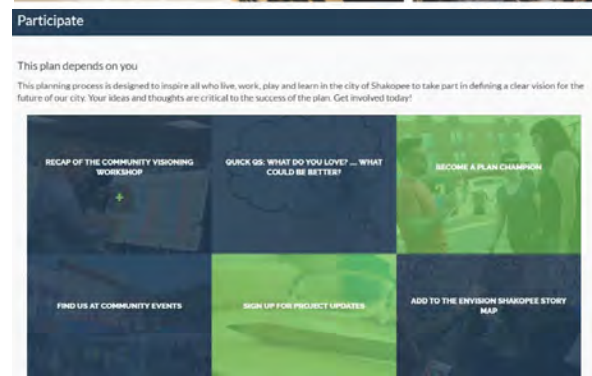 Participate
This plan depends on you
This planning process is designed to inspire all who live, work, play and learn in the city of Shakopee to take part in defining a clear vision for the
future of our city. Your ideas and thoughts are critical to the success of the plan. Get involved today!
RECAP OF THE COMMUNITY VISIONING
WORKSHOP
+
QUICK QS: WHAT DO YOU LOVE? ... WHAT
COULD BE BETTER?
BECOME A PLAN CHAMPION
FIND US AT COMMUNITY EVENTS
SIGN UP FOR PROJECT UPDATES
ADD TO THE ENVISION SHAKOPEE STORY
MAP